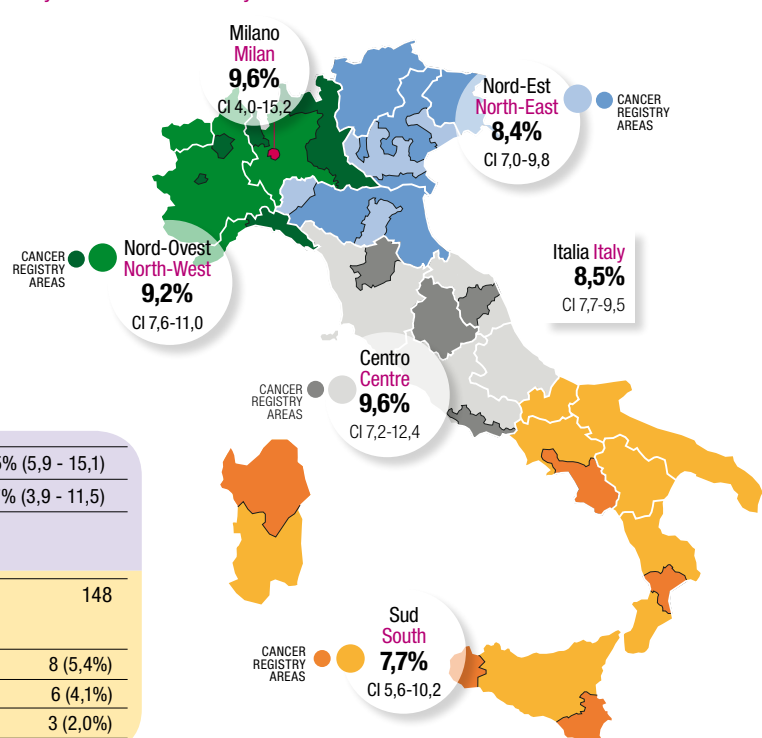 Milano
Milan
9,6%
CI 4,0-15,2
Nord-Est
North-East
8,4%
CI 7,0-9,8
CANCER
REGISTRY
AREAS
CANCER
REGISTRY
AREAS
Nord-Ovest
North-West
9,2%
CI 7,6-11,0
Italia Italy
8,5%
CI 7,7-9,5
CANCER
REGISTRY
AREAS
Centro
Centre
9,6%
CI 7,2-12,4
% (5,9 - 15,1)
% (3,9 - 11,5)
148
8 (5,4%)
6 (4,1%)
3 (2,0%)
CANCER
REGISTRY
AREAS
Sud
South
7,7%
CI 5,6-10,2